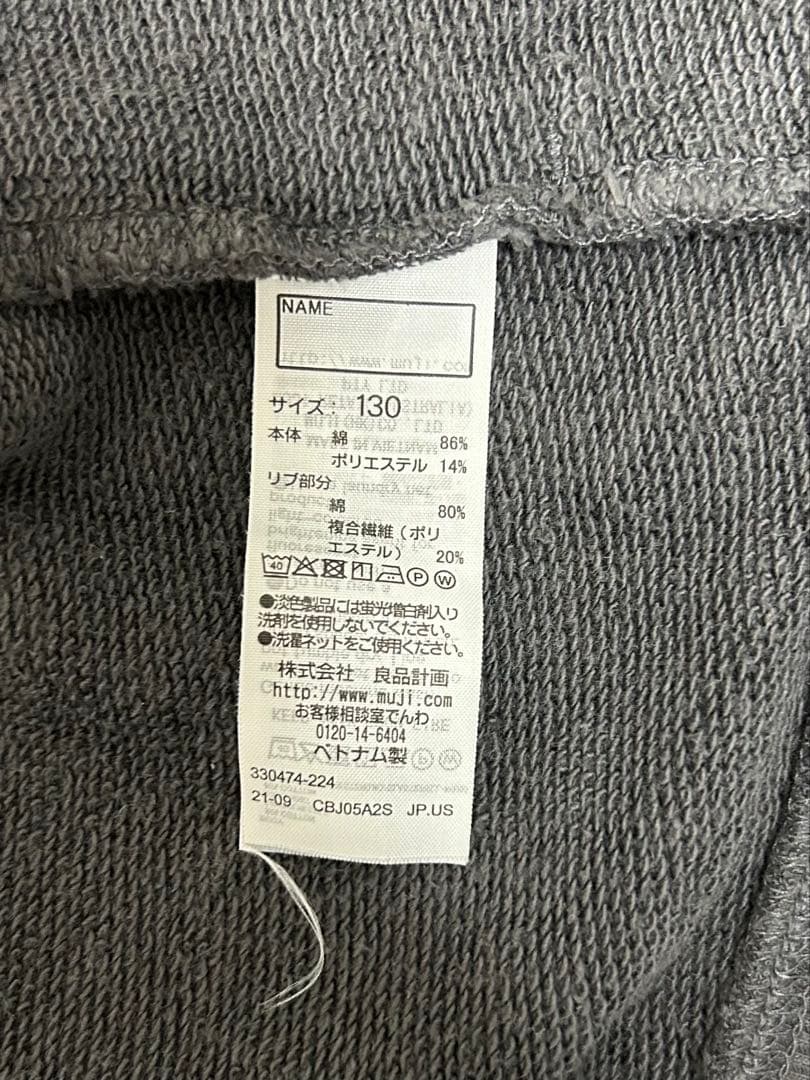 NAME
サイズ: 130
本体 綿 86%
ポリエステル 14%
リブ部分
綿 80%
複合繊維(ポリ
エステル) 20%
40 P W
●淡色製品には蛍光増白剤入り
洗剤を使用しないでください。
●洗濯ネットをご使用ください。
株式会社 良品計画
http://www.muji.com
お客様相談室でんわ
0120-14-6404
ベトナム製
330474-224
21-09 CBJ05A2S JP.US